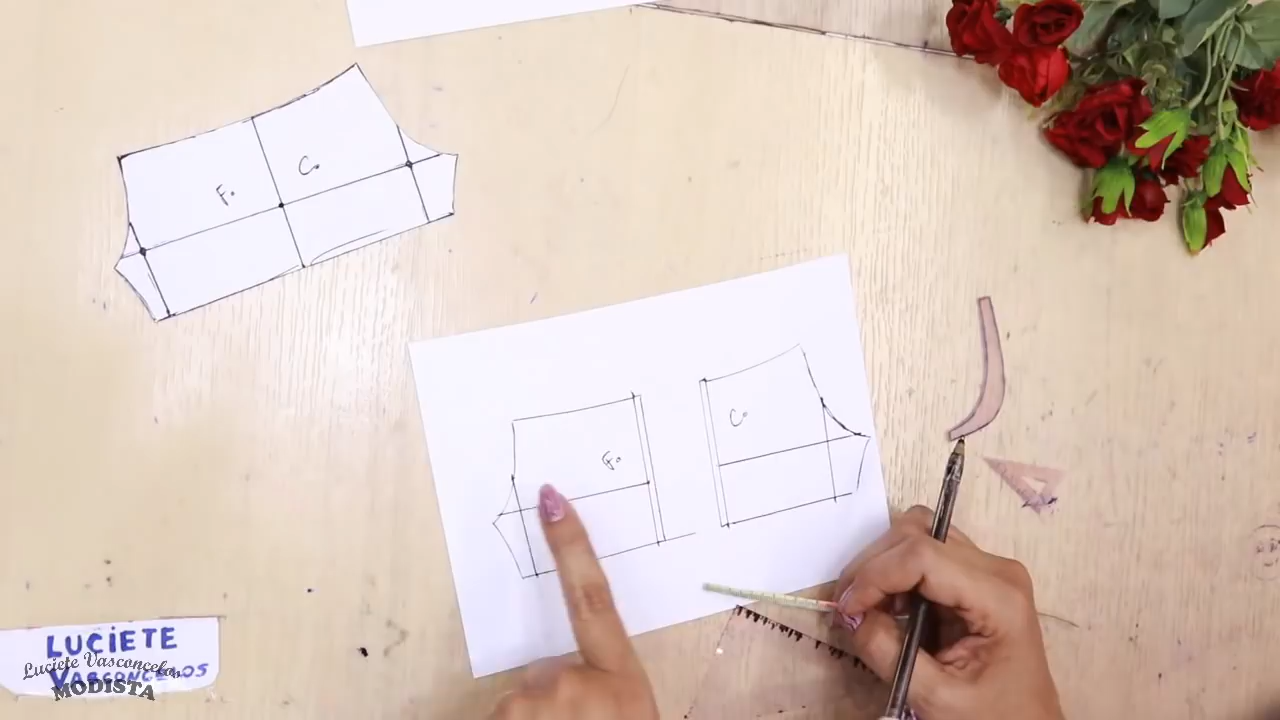 F.
C.
F.
C.
LUCiETE
VASCONCELOS
Luciete Vasconcelos
MODISTA